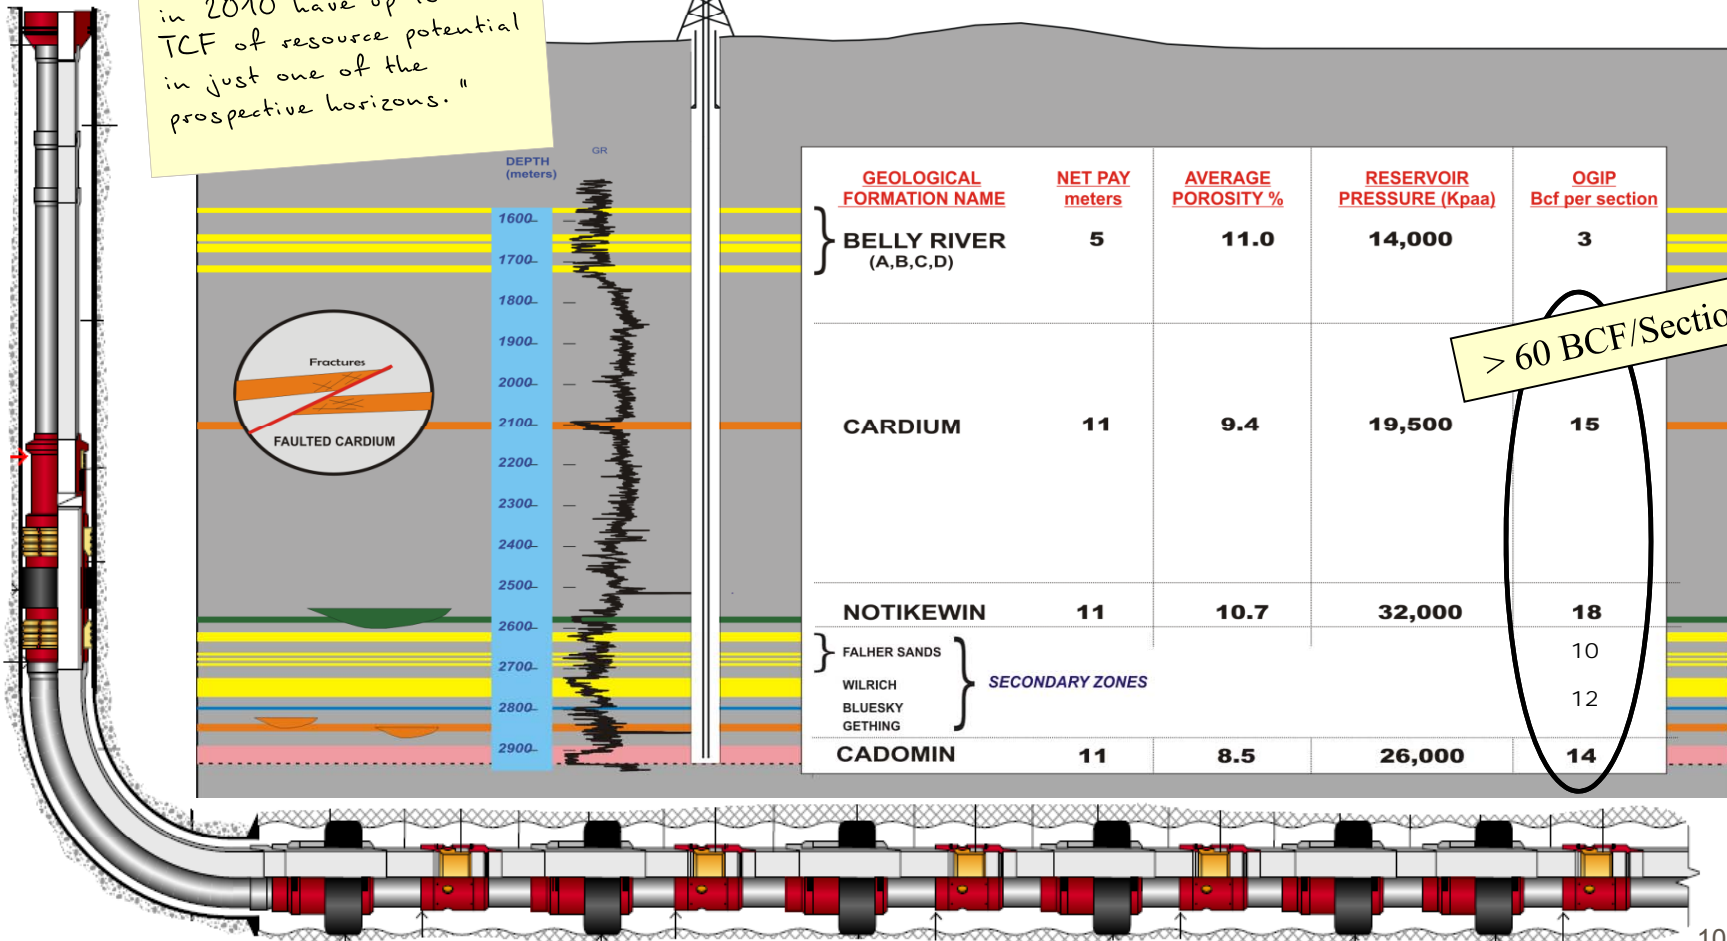 in 2010 have up
TCF of resource potential
in just one of the
prospective horizons."
DEPTH
(meters)
GR
1600
1700
1800
1900
2000
2100
2200
2300
2400
2500
2600
2700
2800
2900
Fractures
FAULTED CARDIUM
GEOLOGICAL FORMATION NAME NET PAY meters AVERAGE POROSITY % RESERVOIR PRESSURE (Kpaa) OGIP Bcf per section
BELLY RIVER 5 11.0 14,000 3
(A,B,C,D)
> 60 BCF/Sectio
CARDIUM 11 9.4 19,500 15
NOTIKEWIN 11 10.7 32,000 18
FALHER SANDS 10
SECONDARY ZONES
WILRICH 12
BLUESKY
GETHING
CADOMIN 11 8.5 26,000 14
10